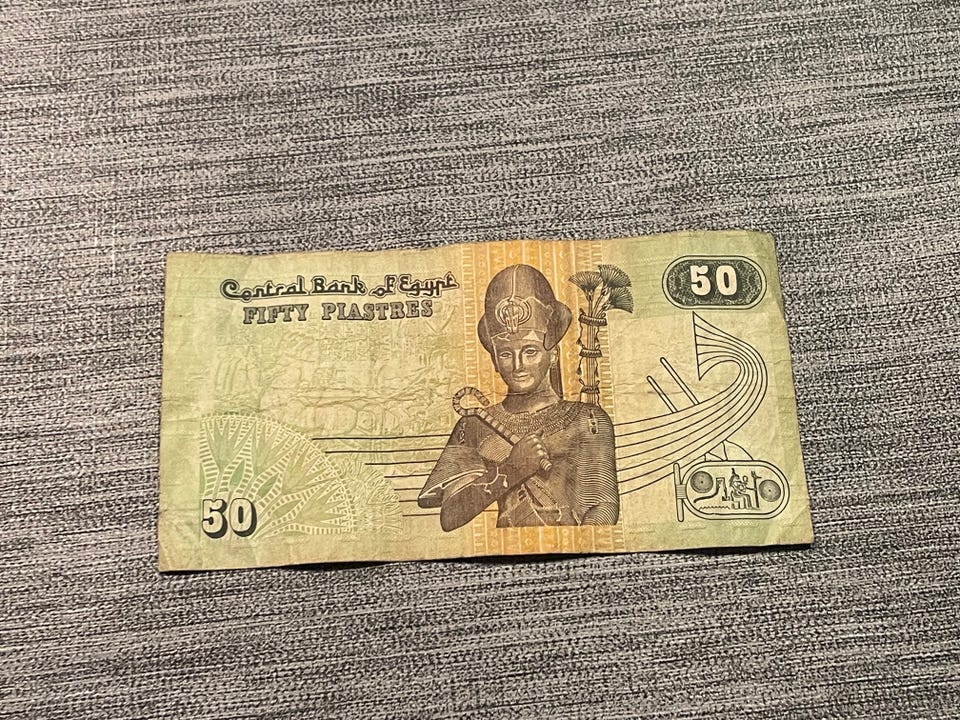 Central Bank of Egypt
FIFTY PIASTRES
50
50